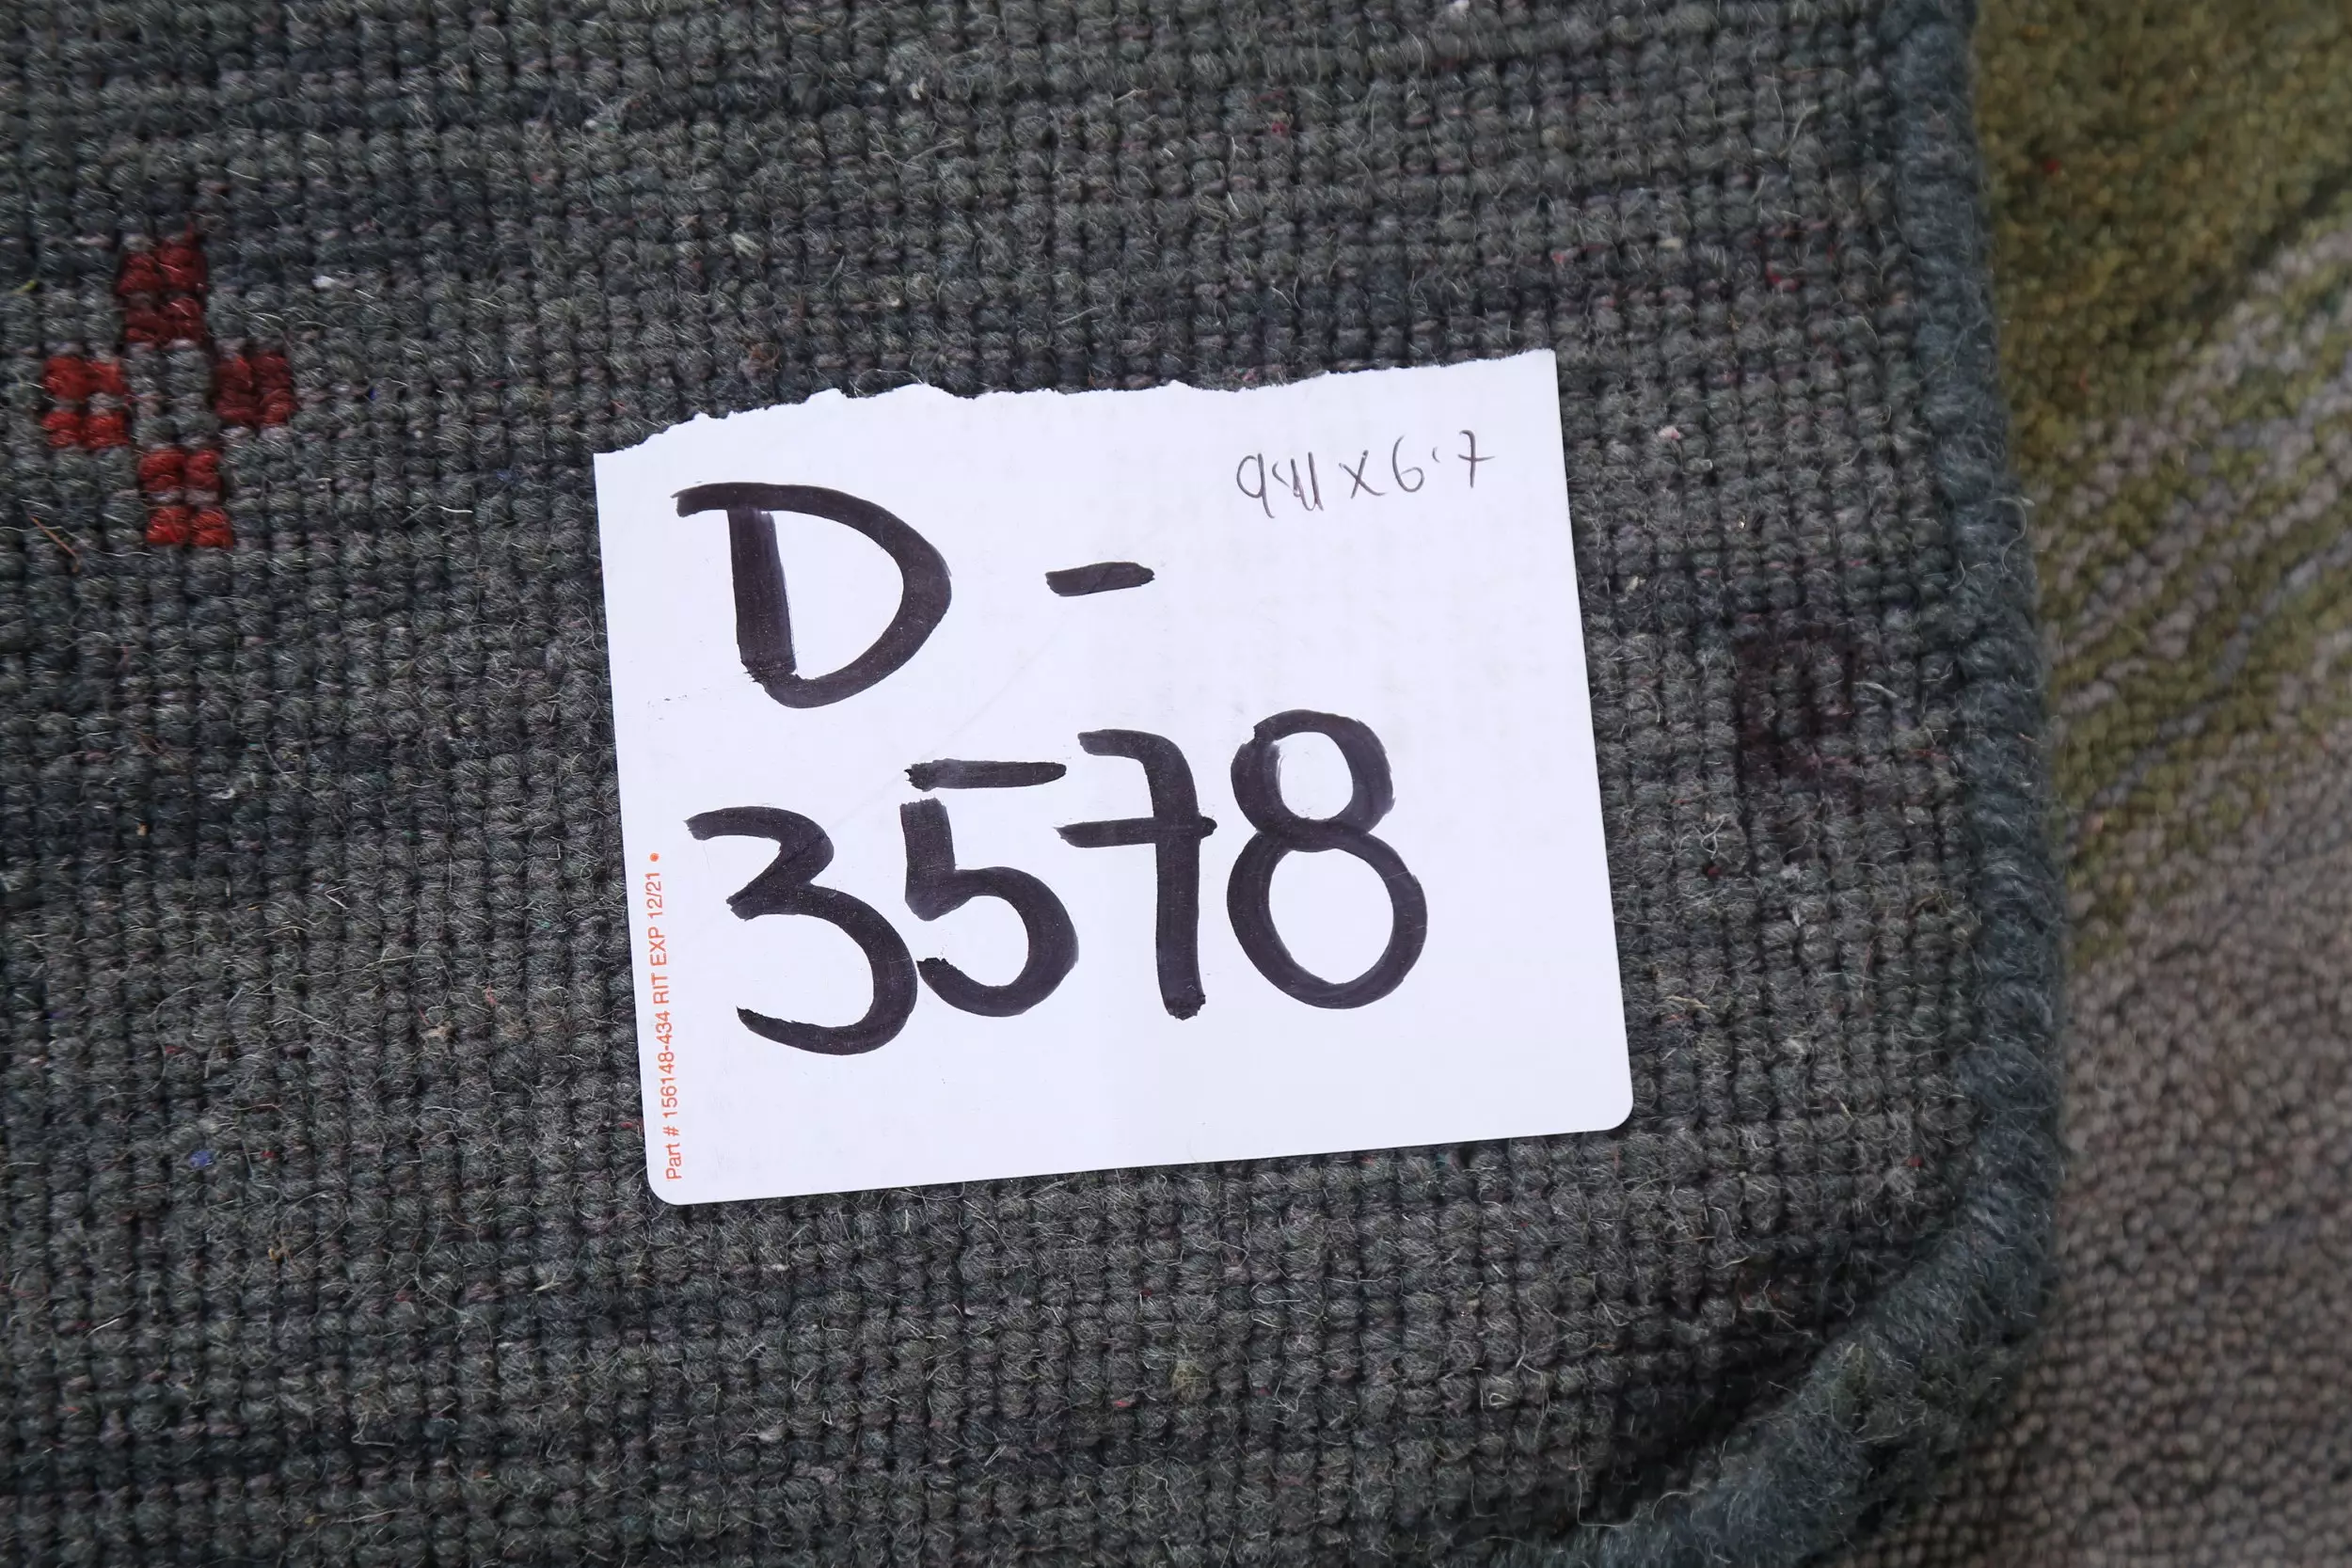 9'11 X 6'.7
D -
3578
Part # 156148-434 RIT EXP 12/21 •